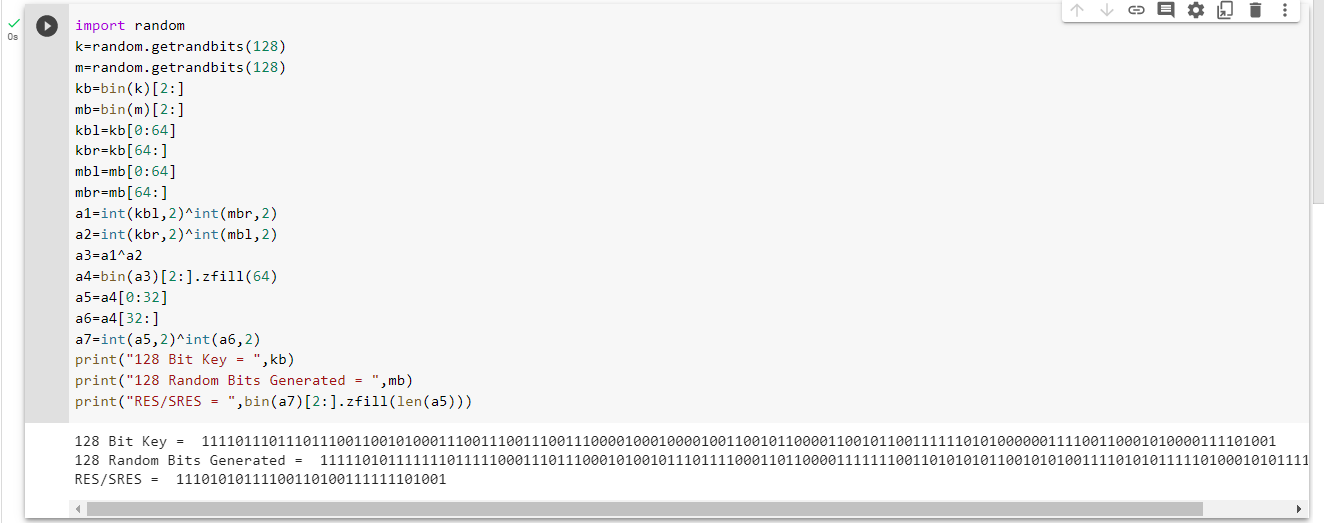 0s
import random
k=random.getrandbits(128)
m=random.getrandbits(128)
kb=bin(k)[2:]
mb=bin(m)[2:]
kbl=kb[0:64]
kbr=kb[64:]
mbl=mb[0:64]
mbr=mb[64:]
a1=int(kbl,2)^int(mbr,2)
a2=int(kbr,2)^int(mbl,2)
a3=a1^a2
a4=bin(a3)[2:].zfill(64)
a5=a4[0:32]
a6=a4[32:]
a7=int(a5,2)^int(a6,2)
print("128 Bit Key = ",kb)
print("128 Random Bits Generated = ",mb)
print("RES/SRES = ",bin(a7)[2:].zfill(len(a5)))
128 Bit Key =
128 Random Bits Generated =
RES/SRES = 11101010111100110100111111101001